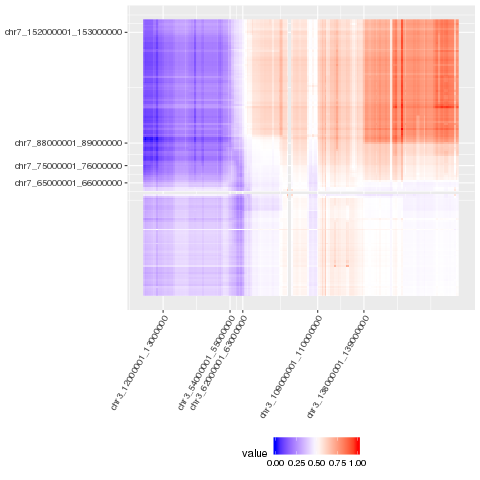 chr7_152000001_153000000
chr7_88000001_89000000
chr7_75000001_76000000
chr7_65000001_66000000
chr3_12000001_13000000
chr3_54000001_55000000
chr3_62000001_63000000
chr3_109000001_110000000
chr3_138000001_139000000
value
0.00 0.25 0.50 0.75 1.00